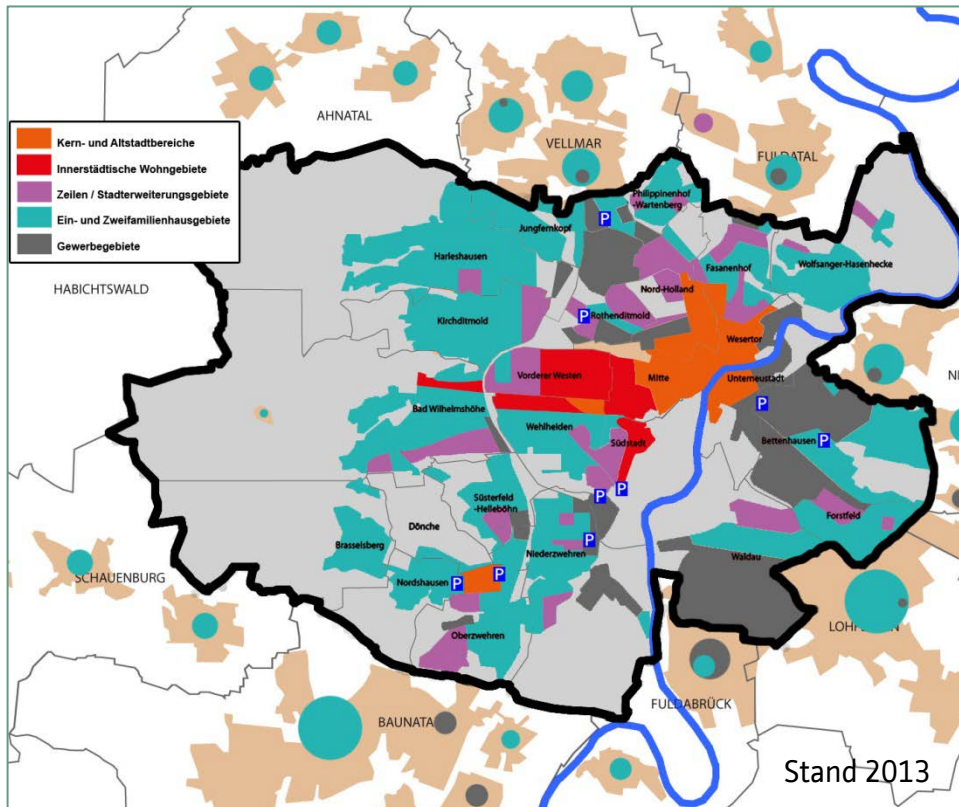 AHNATAL
VELLMAR
FULDATAL
Kern- und Altstadtbereiche
Innerstädtische Wohngebiete
Zeilen / Stadterweiterungsgebiete
Ein- und Zweifamilienhausgebiete
Gewerbegebiete
HABICHTSWALD
Philippinenhof
-Wartenberg
P
Jungfernkopf
Harleshausen
Fasanenhof
Wolfsanger-Hasenhecke
Nord-Holland
P
Rothenditmold
Kirchditmold
Wesertor
Vorderer Westen
Mitte
Unterneustadt
Bad Wilhelmshöhe
P
Wehlheiden
Südstadt
Bettenhausen
P
P
P
Süsterfeld
-Helleböhn
Forstfeld
Dönche
P
Brasselsberg
Niederzwehren
Waldau
Nordshausen
P
P
SCHAUENBURG
Oberzwehren
FULDABRÜCK
BAUNATA
Stand 2013